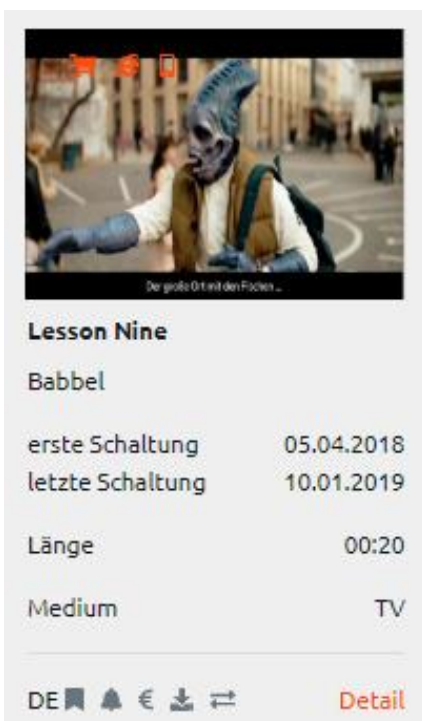 Der große Ort mit den Fischen ...
Lesson Nine
Babbel
erste Schaltung 05.04.2018
letzte Schaltung 10.01.2019
Länge 00:20
Medium TV
DE € Detail